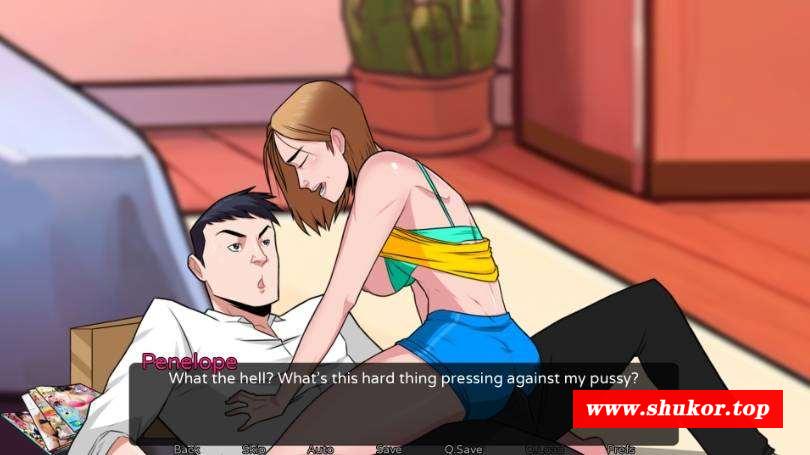 Penelope
What the hell? What's this hard thing pressing against my pussy?
www.shukor.top
Back Skip Auto Save Q.Save Q.Load Prefs